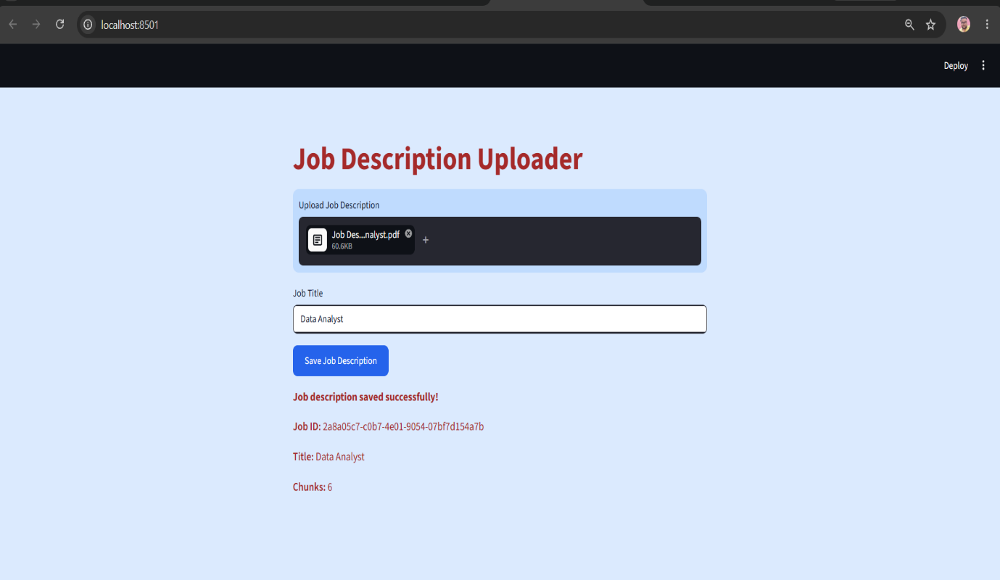 localhost:8501
Deploy
Job Description Uploader
Upload Job Description
Job Des...nalyst.pdf
60.6KB
Job Title
Data Analyst
Save Job Description
Job description saved successfully!
Job ID: 2a8a05c7-c0b7-4e01-9054-07bf7d154a7b
Title: Data Analyst
Chunks: 6